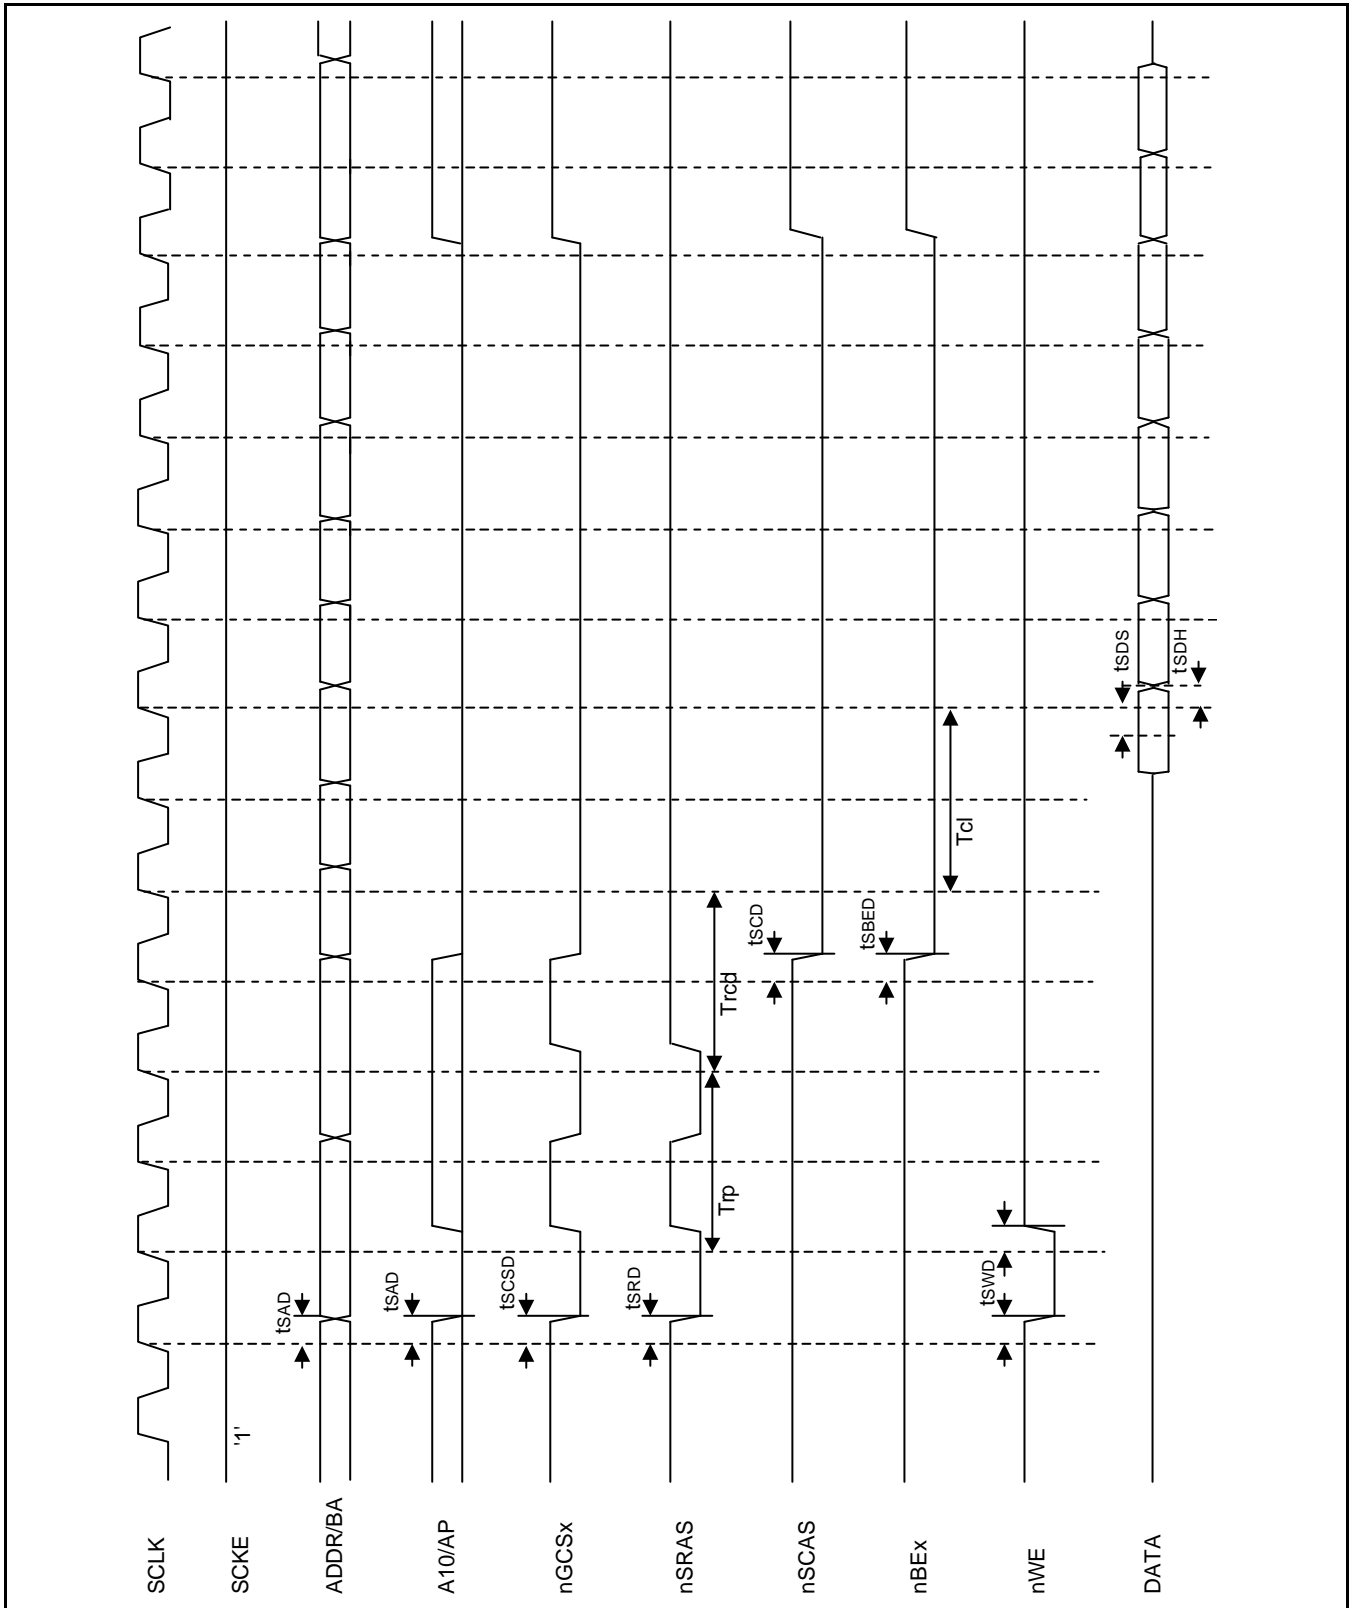 SCLK
SCKE
'1'
ADDR/BA
tSAD
A10/AP
tSAD
nGCSx
tSCSD
nSRAS
tSRD
Trp
Trcd
nSCAS
tSCD
nBEx
tSBED
Tcl
nWE
tSWD
DATA
tSDS
tSDH